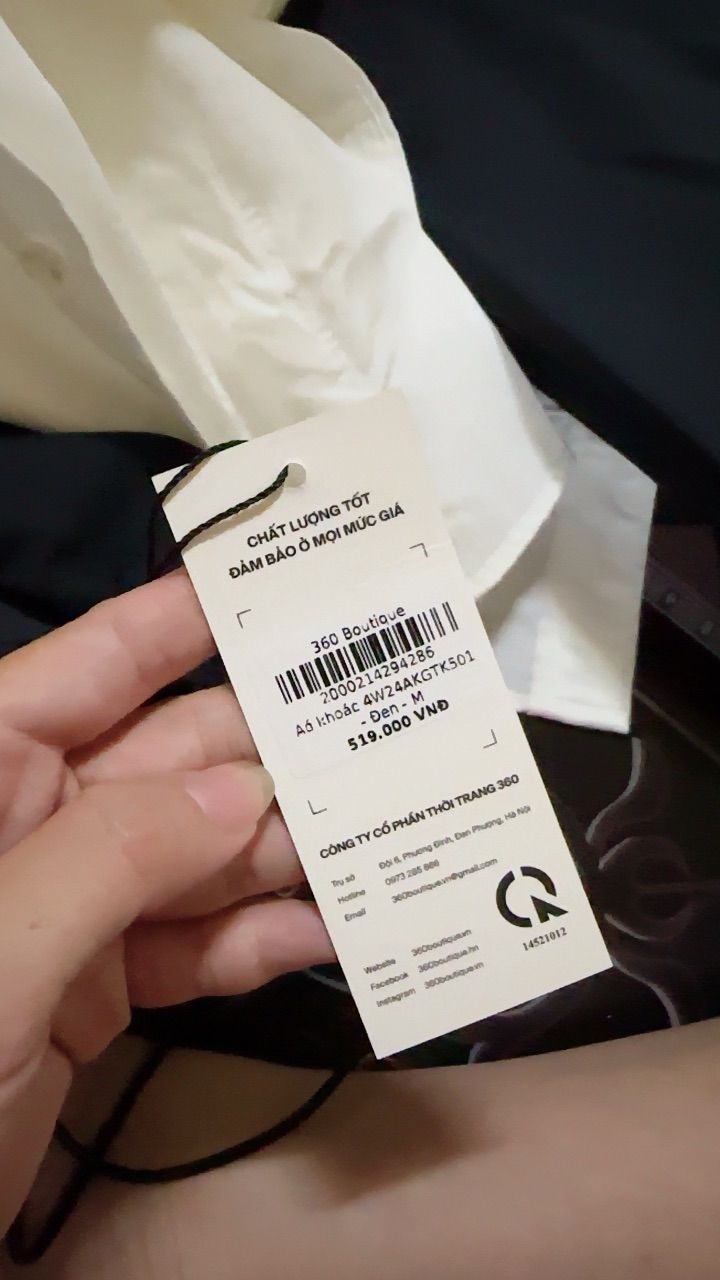 CHẤT LƯỢNG TỐT
ĐẢM BẢO Ở MỌI MỨC GIÁ
360 Boutique
2000214294286
Áo khoác 4W24AKGTK501
- Đen - M
519.000 VNĐ
CÔNG TY CỔ PHẦN THỜI TRANG 360
Trụ sở Đội 6, Phương Đình, Đan Phượng, Hà Nội
Hotline 0973 285 886
Email 360boutique.vn@gmail.com
CR
14521012
Website 360boutique.vn
Facebook 360boutique.hn
Instagram 360boutique.vn